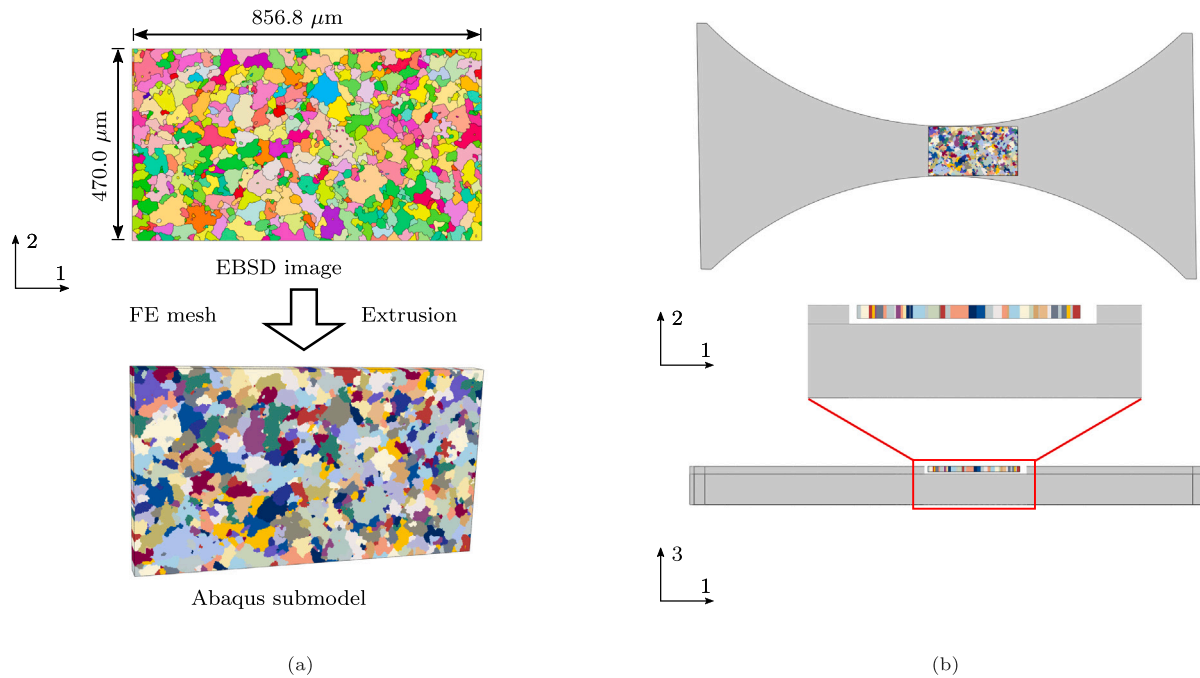 856.8 μm
470.0 μm
2
1
EBSD image
FE mesh
Extrusion
Abaqus submodel
(a)
2
1
3
1
(b)